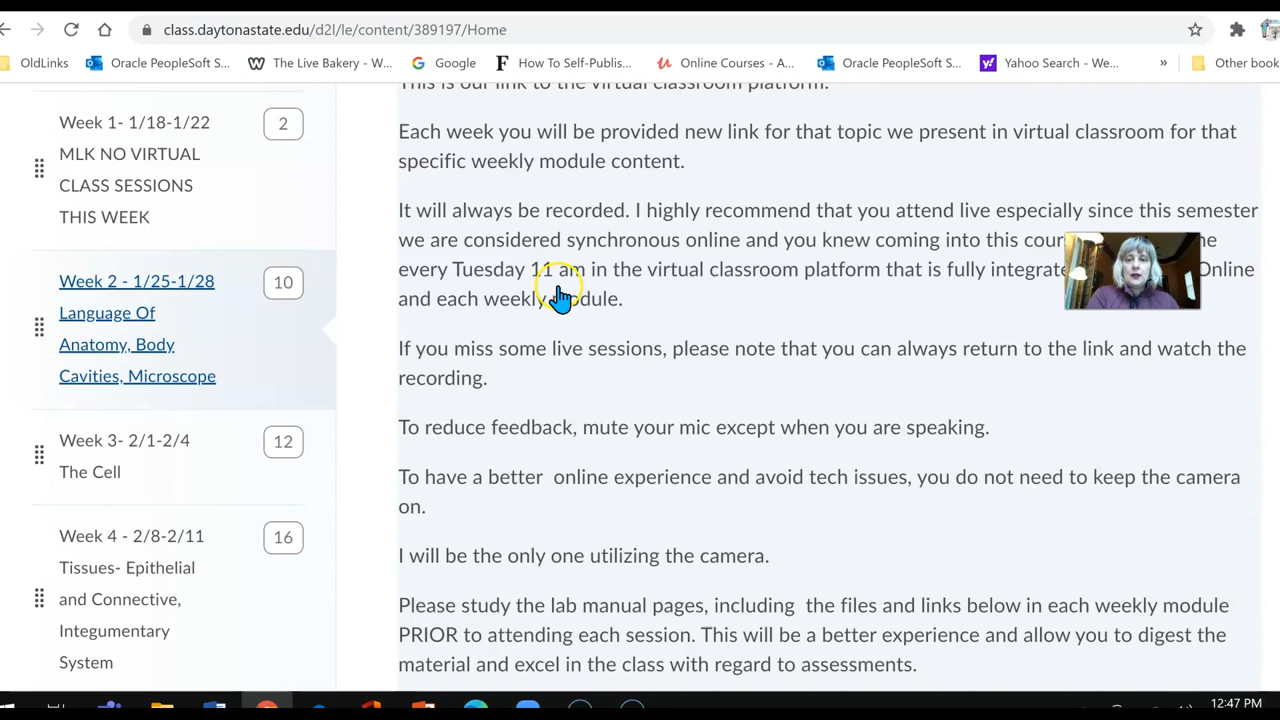 class.daytonastate.edu/d2l/le/content/389197/Home
OldLinks
Oracle PeopleSoft S...
The Live Bakery - W...
Google
How To Self-Publis...
Online Courses - A...
Oracle PeopleSoft S...
Yahoo Search - We...
»
Other book
Week 1- 1/18-1/22
MLK NO VIRTUAL
CLASS SESSIONS
THIS WEEK
2
Week 2 - 1/25-1/28
Language Of
Anatomy, Body
Cavities, Microscope
10
Week 3- 2/1-2/4
The Cell
12
Week 4 - 2/8-2/11
Tissues- Epithelial
and Connective,
Integumentary
System
16
This is our link to the virtual classroom platform.
Each week you will be provided new link for that topic we present in virtual classroom for that
specific weekly module content.
It will always be recorded. I highly recommend that you attend live especially since this semester
we are considered synchronous online and you knew coming into this
every Tuesday 11 am in the virtual classroom platform that is fully Online
and each weekly module.
If you miss some live sessions, please note that you can always return to the link and watch the
recording.
To reduce feedback, mute your mic except when you are speaking.
To have a better online experience and avoid tech issues, you do not need to keep the camera
on.
I will be the only one utilizing the camera.
Please study the lab manual pages, including the files and links below in each weekly module
PRIOR to attending each session. This will be a better experience and allow you to digest the
material and excel in the class with regard to assessments.
12:47 PM